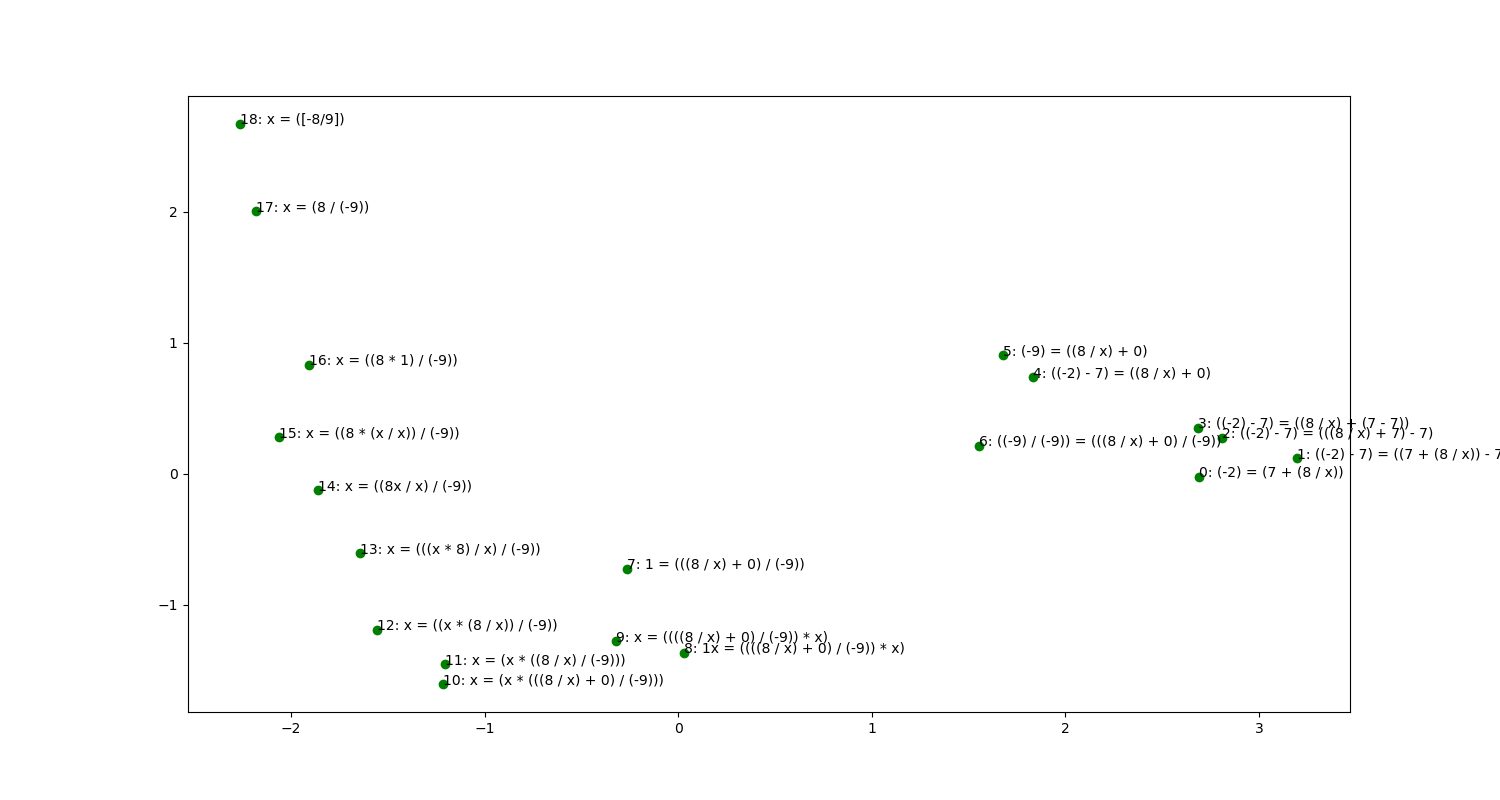 18: x = ([-8/9])
17: x = (8 / (-9))
2
16: x = ((8 * 1) / (-9))
1
5: (-9) = ((8 / x) + 0)
4: ((-2) - 7) = ((8 / x) + 0)
3: ((-2) - 7) = ((8 / x) + (7 - 7))
2: ((-2) - 7) = (((8 / x) + 7) - 7)
15: x = ((8 * (x / x)) / (-9))
6: ((-9) / (-9)) = (((8 / x) + 0) / (-9))
1: ((-2) - 7) = ((7 + (8 / x)) - 7
0: (-2) = (7 + (8 / x))
0
14: x = ((8x / x) / (-9))
13: x = (((x * 8) / x) / (-9))
7: 1 = (((8 / x) + 0) / (-9))
−1
12: x = ((x * (8 / x)) / (-9))
9: x = ((((8 / x) + 0) / (-9)) * x)
8: 1x = ((((8 / x) + 0) / (-9)) * x)
11: x = (x * ((8 / x) / (-9)))
10: x = (x * (((8 / x) + 0) / (-9)))
−2 −1 0 1 2 3